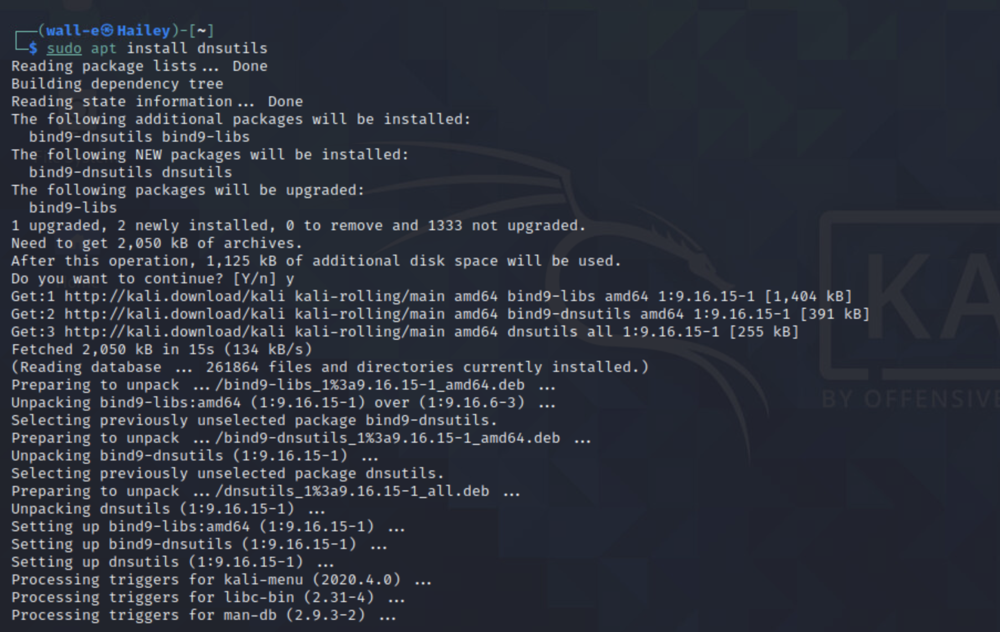 ┌──(wall-e㉿Hailey)-[~]
└─$ sudo apt install dnsutils
Reading package lists... Done
Building dependency tree
Reading state information... Done
The following additional packages will be installed:
  bind9-dnsutils bind9-libs
The following NEW packages will be installed:
  bind9-dnsutils dnsutils
The following packages will be upgraded:
  bind9-libs
1 upgraded, 2 newly installed, 0 to remove and 1333 not upgraded.
Need to get 2,050 kB of archives.
After this operation, 1,125 kB of additional disk space will be used.
Do you want to continue? [Y/n] y
Get:1 http://kali.download/kali kali-rolling/main amd64 bind9-libs amd64 1:9.16.15-1 [1,404 kB]
Get:2 http://kali.download/kali kali-rolling/main amd64 bind9-dnsutils amd64 1:9.16.15-1 [391 kB]
Get:3 http://kali.download/kali kali-rolling/main amd64 dnsutils all 1:9.16.15-1 [255 kB]
Fetched 2,050 kB in 15s (134 kB/s)
(Reading database ... 261864 files and directories currently installed.)
Preparing to unpack .../bind9-libs_1%3a9.16.15-1_amd64.deb ...
Unpacking bind9-libs:amd64 (1:9.16.15-1) over (1:9.16.6-3) ...
Selecting previously unselected package bind9-dnsutils.
Preparing to unpack .../bind9-dnsutils_1%3a9.16.15-1_amd64.deb ...
Unpacking bind9-dnsutils (1:9.16.15-1) ...
Selecting previously unselected package dnsutils.
Preparing to unpack .../dnsutils_1%3a9.16.15-1_all.deb ...
Unpacking dnsutils (1:9.16.15-1) ...
Setting up bind9-libs:amd64 (1:9.16.15-1) ...
Setting up bind9-dnsutils (1:9.16.15-1) ...
Setting up dnsutils (1:9.16.15-1) ...
Processing triggers for kali-menu (2020.4.0) ...
Processing triggers for libc-bin (2.31-4) ...
Processing triggers for man-db (2.9.3-2) ...
KA
BY OFFENSIVE